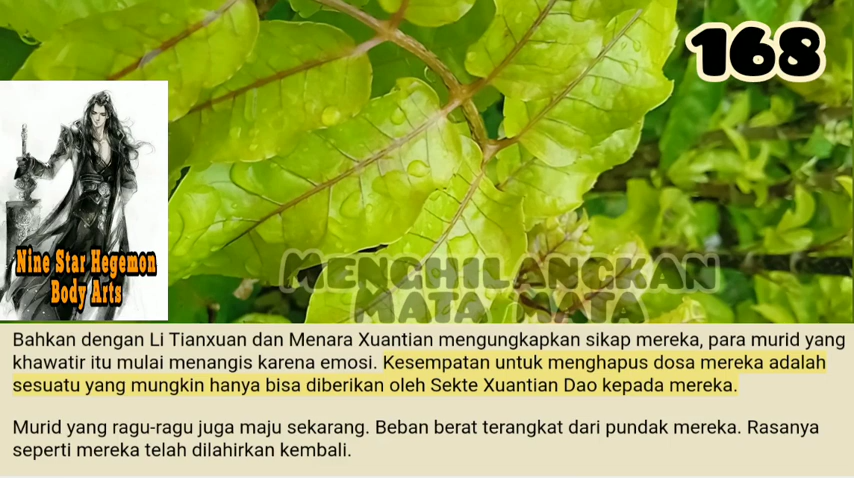 168
Nine Star Hegemon
Body Arts
MENGHILANGKAN
MATA MATA
Bahkan dengan Li Tianxuan dan Menara Xuantian mengungkapkan sikap mereka, para murid yang
khawatir itu mulai menangis karena emosi. Kesempatan untuk menghapus dosa mereka adalah
sesuatu yang mungkin hanya bisa diberikan oleh Sekte Xuantian Dao kepada mereka.
Murid yang ragu-ragu juga maju sekarang. Beban berat terangkat dari pundak mereka. Rasanya
seperti mereka telah dilahirkan kembali.